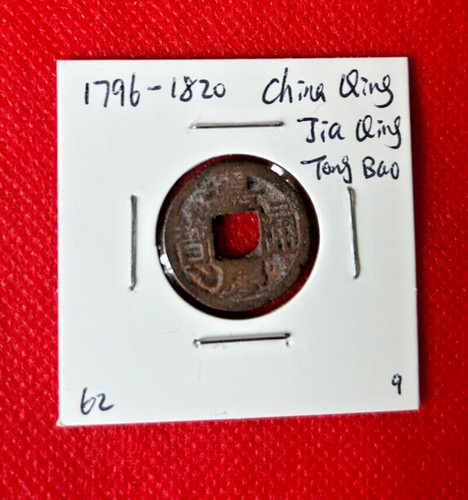 1796-1820 China Qing
Jia Qing
Tong Bao
62
9